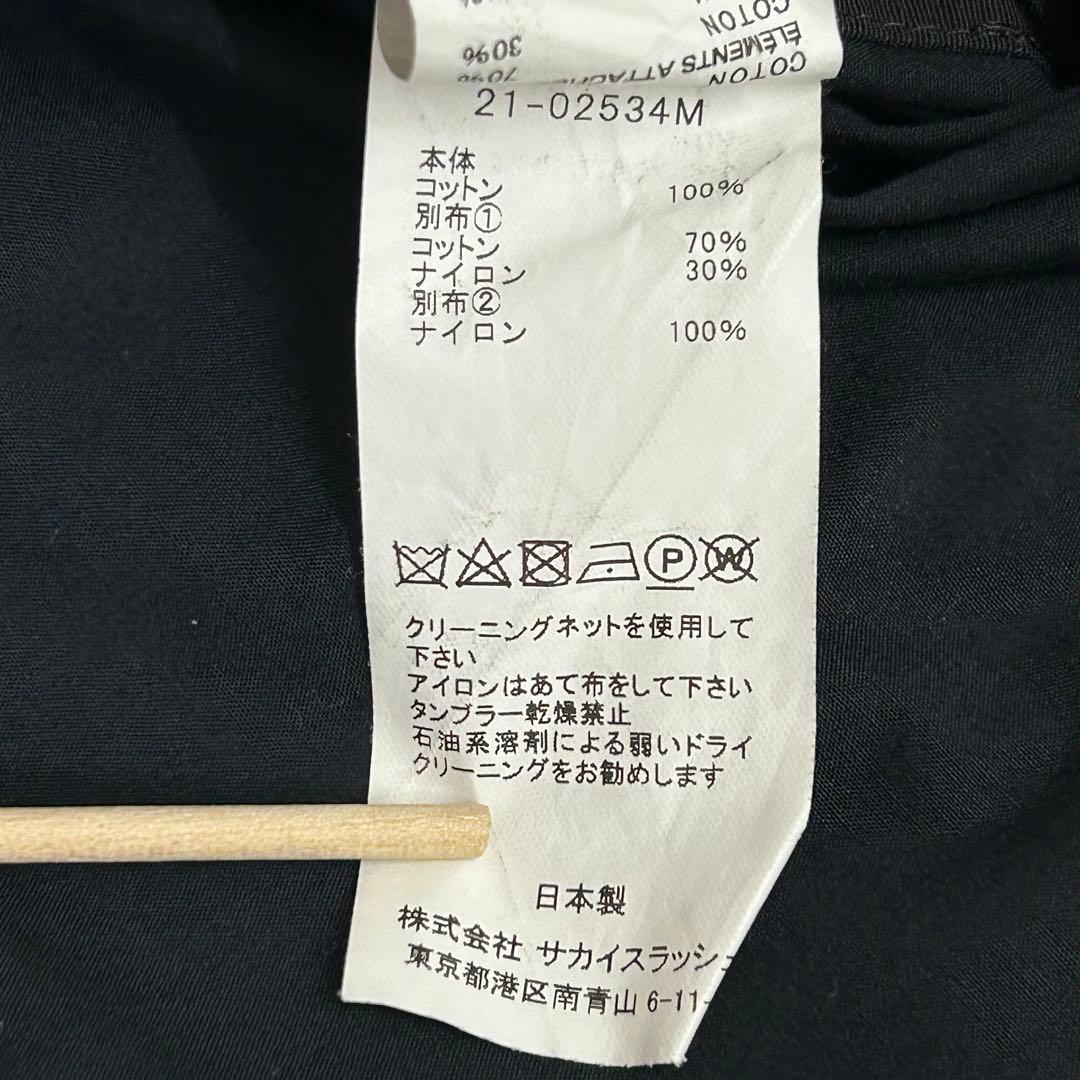 COTON
ÉLÉMENTS ATTACH
COTON
70%
30%
21-02534M
本体
コットン 100%
別布①
コットン 70%
ナイロン 30%
別布②
ナイロン 100%
P W
クリーニングネットを使用して
下さい
アイロンはあて布をして下さい
タンブラー乾燥禁止
石油系溶剤による弱いドライ
クリーニングをお勧めします
日本製
株式会社 サカイスラッシ
東京都港区南青山 6-11-